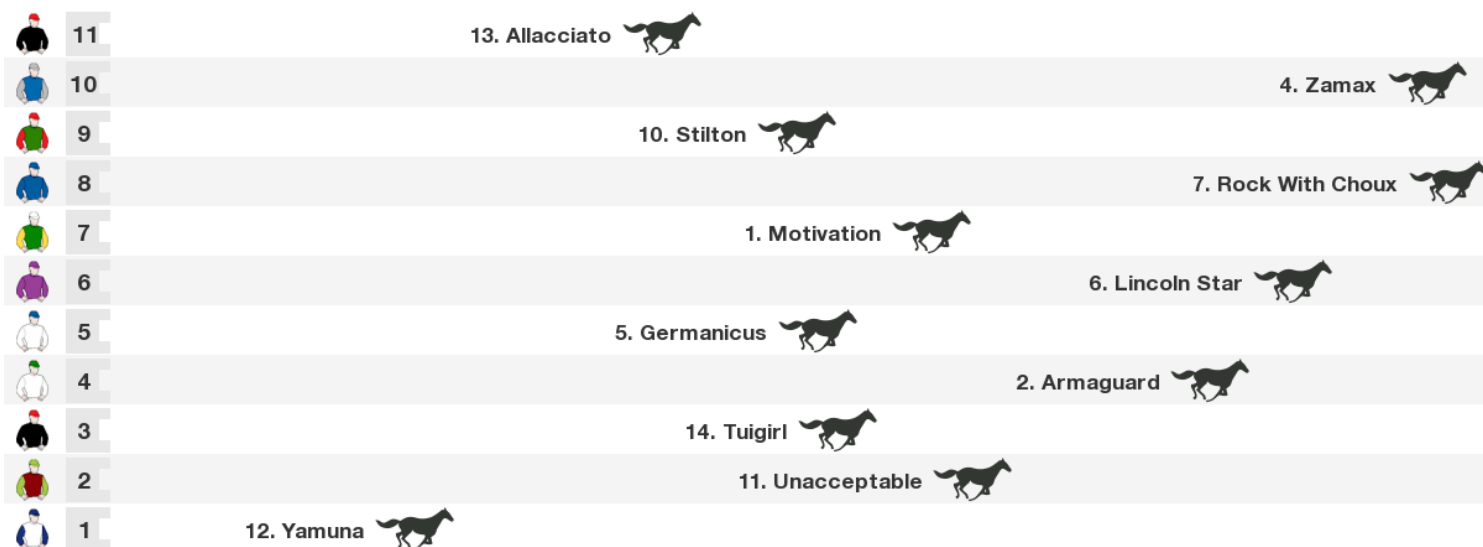 11 13. Allacciato
10 4. Zamax
9 10. Stilton
8 7. Rock With Choux
7 1. Motivation
6 6. Lincoln Star
5 5. Germanicus
4 2. Armaguard
3 14. Tuigirl
2 11. Unacceptable
1 12. Yamuna